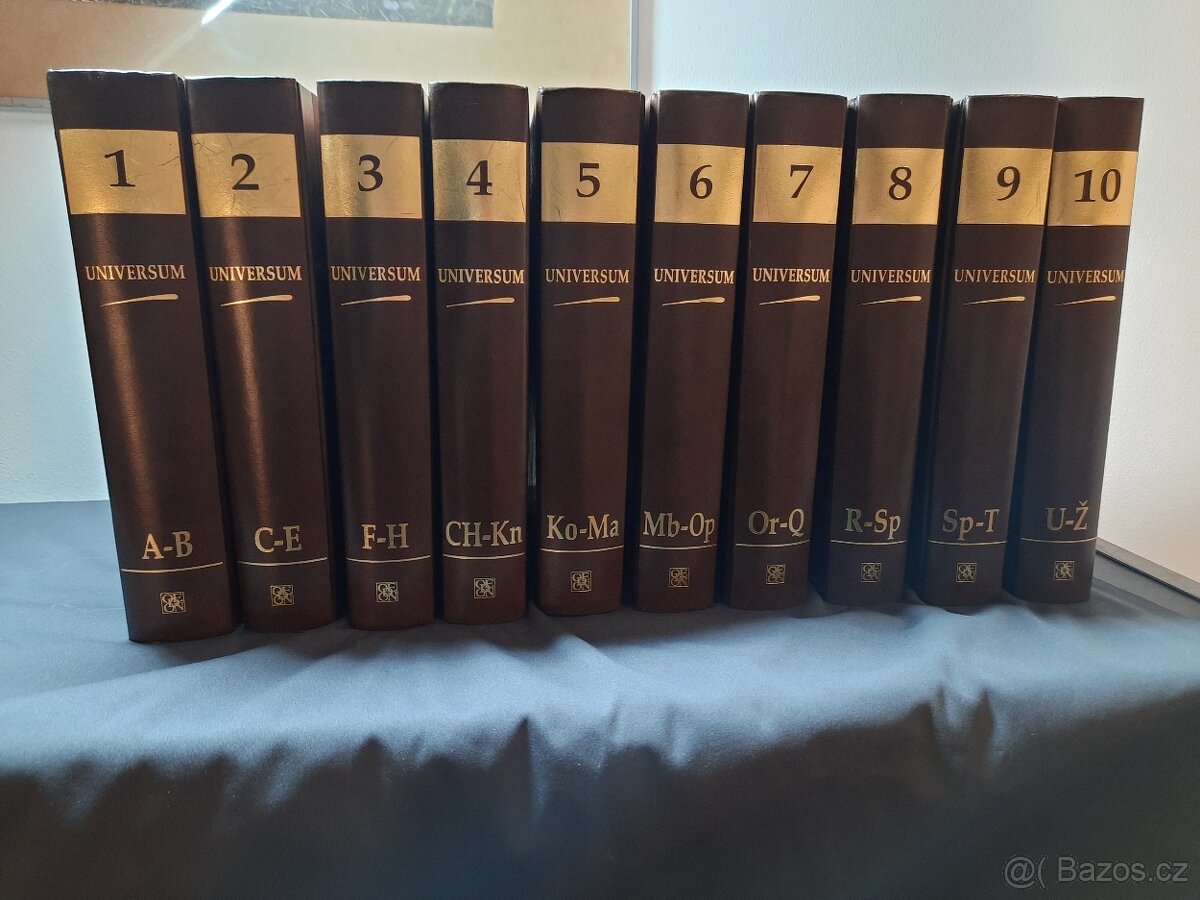 1
UNIVERSUM
A-B
2
UNIVERSUM
C-E
3
UNIVERSUM
F-H
4
UNIVERSUM
CH-Kn
5
UNIVERSUM
Ko-Ma
6
UNIVERSUM
Mb-Op
7
UNIVERSUM
Or-Q
8
UNIVERSUM
R-Sp
9
UNIVERSUM
Sp-T
10
UNIVERSUM
U-Ž
@( Bazos.cz